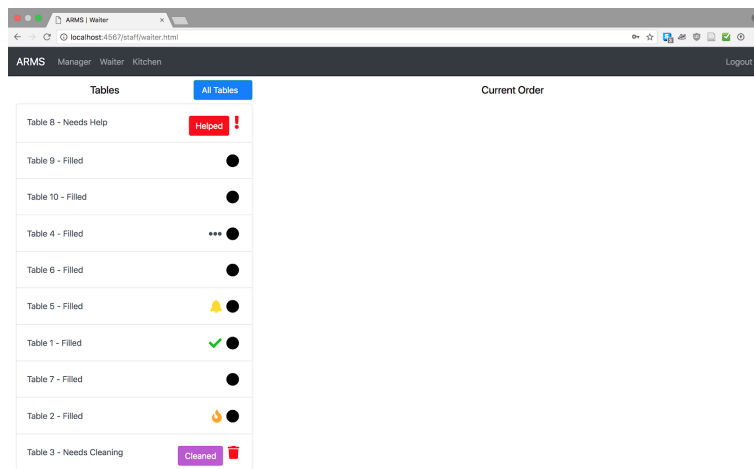 ARMS | Waiter
localhost:4567/staff/waiter.html
ARMS Manager Waiter Kitchen Logout
Tables All Tables Current Order
Table 8 - Needs Help Helped
Table 9 - Filled
Table 10 - Filled
Table 4 - Filled
Table 6 - Filled
Table 5 - Filled
Table 1 - Filled
Table 7 - Filled
Table 2 - Filled
Table 3 - Needs Cleaning Cleaned